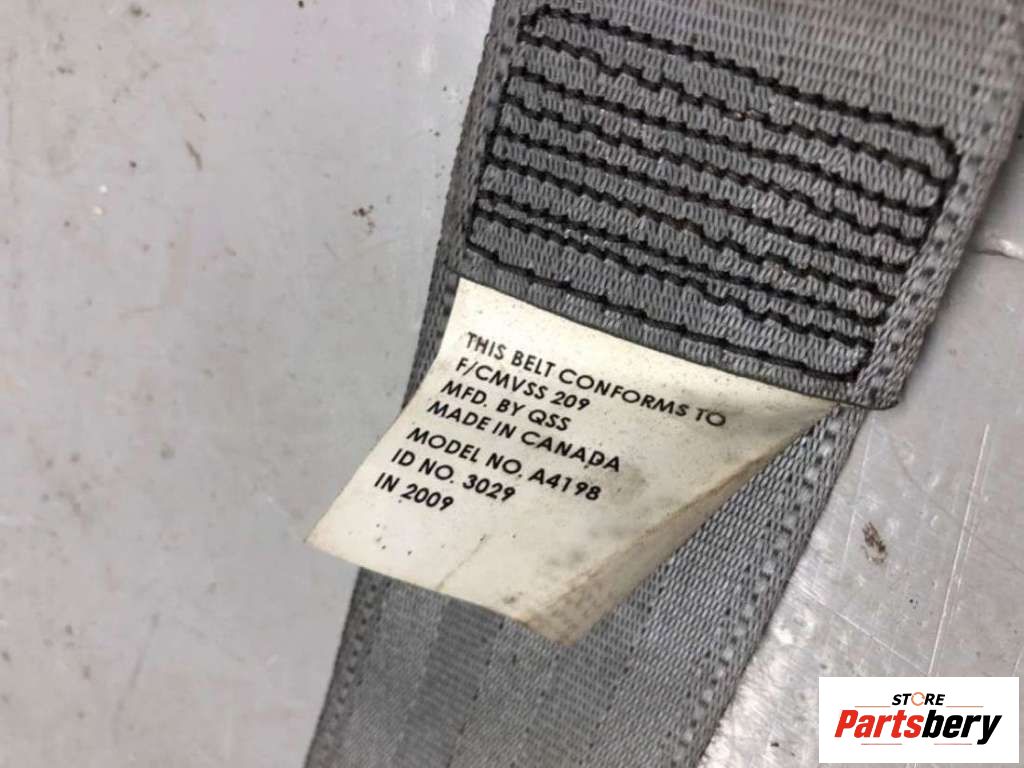 THIS BELT CONFORMS TO
F/CMVSS 209
MFD. BY QSS
MADE IN CANADA
MODEL NO. A4198
ID NO. 3029
IN 2009
STORE
Partsbery